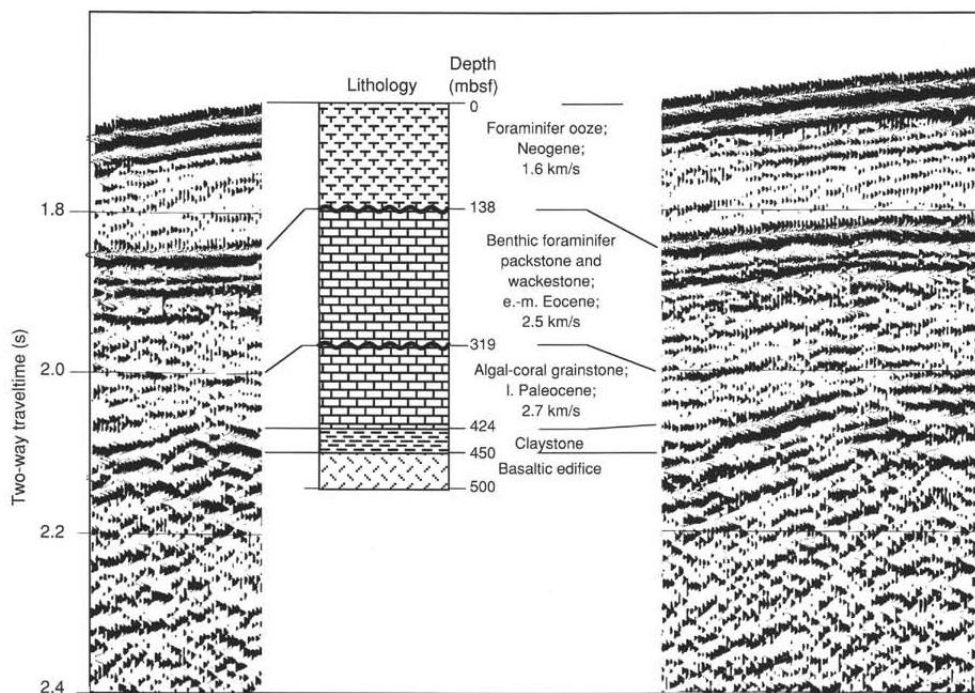 Lithology
Depth
(mbsf)
0
Foraminifer ooze;
Neogene;
1.6 km/s
138
Benthic foraminifer
packstone and
wackestone;
e.-m. Eocene;
2.5 km/s
319
Algal-coral grainstone;
l. Paleocene;
2.7 km/s
424
Claystone
450
Basaltic edifice
500
Two-way traveltime (s)
1.8
2.0
2.2
2.4